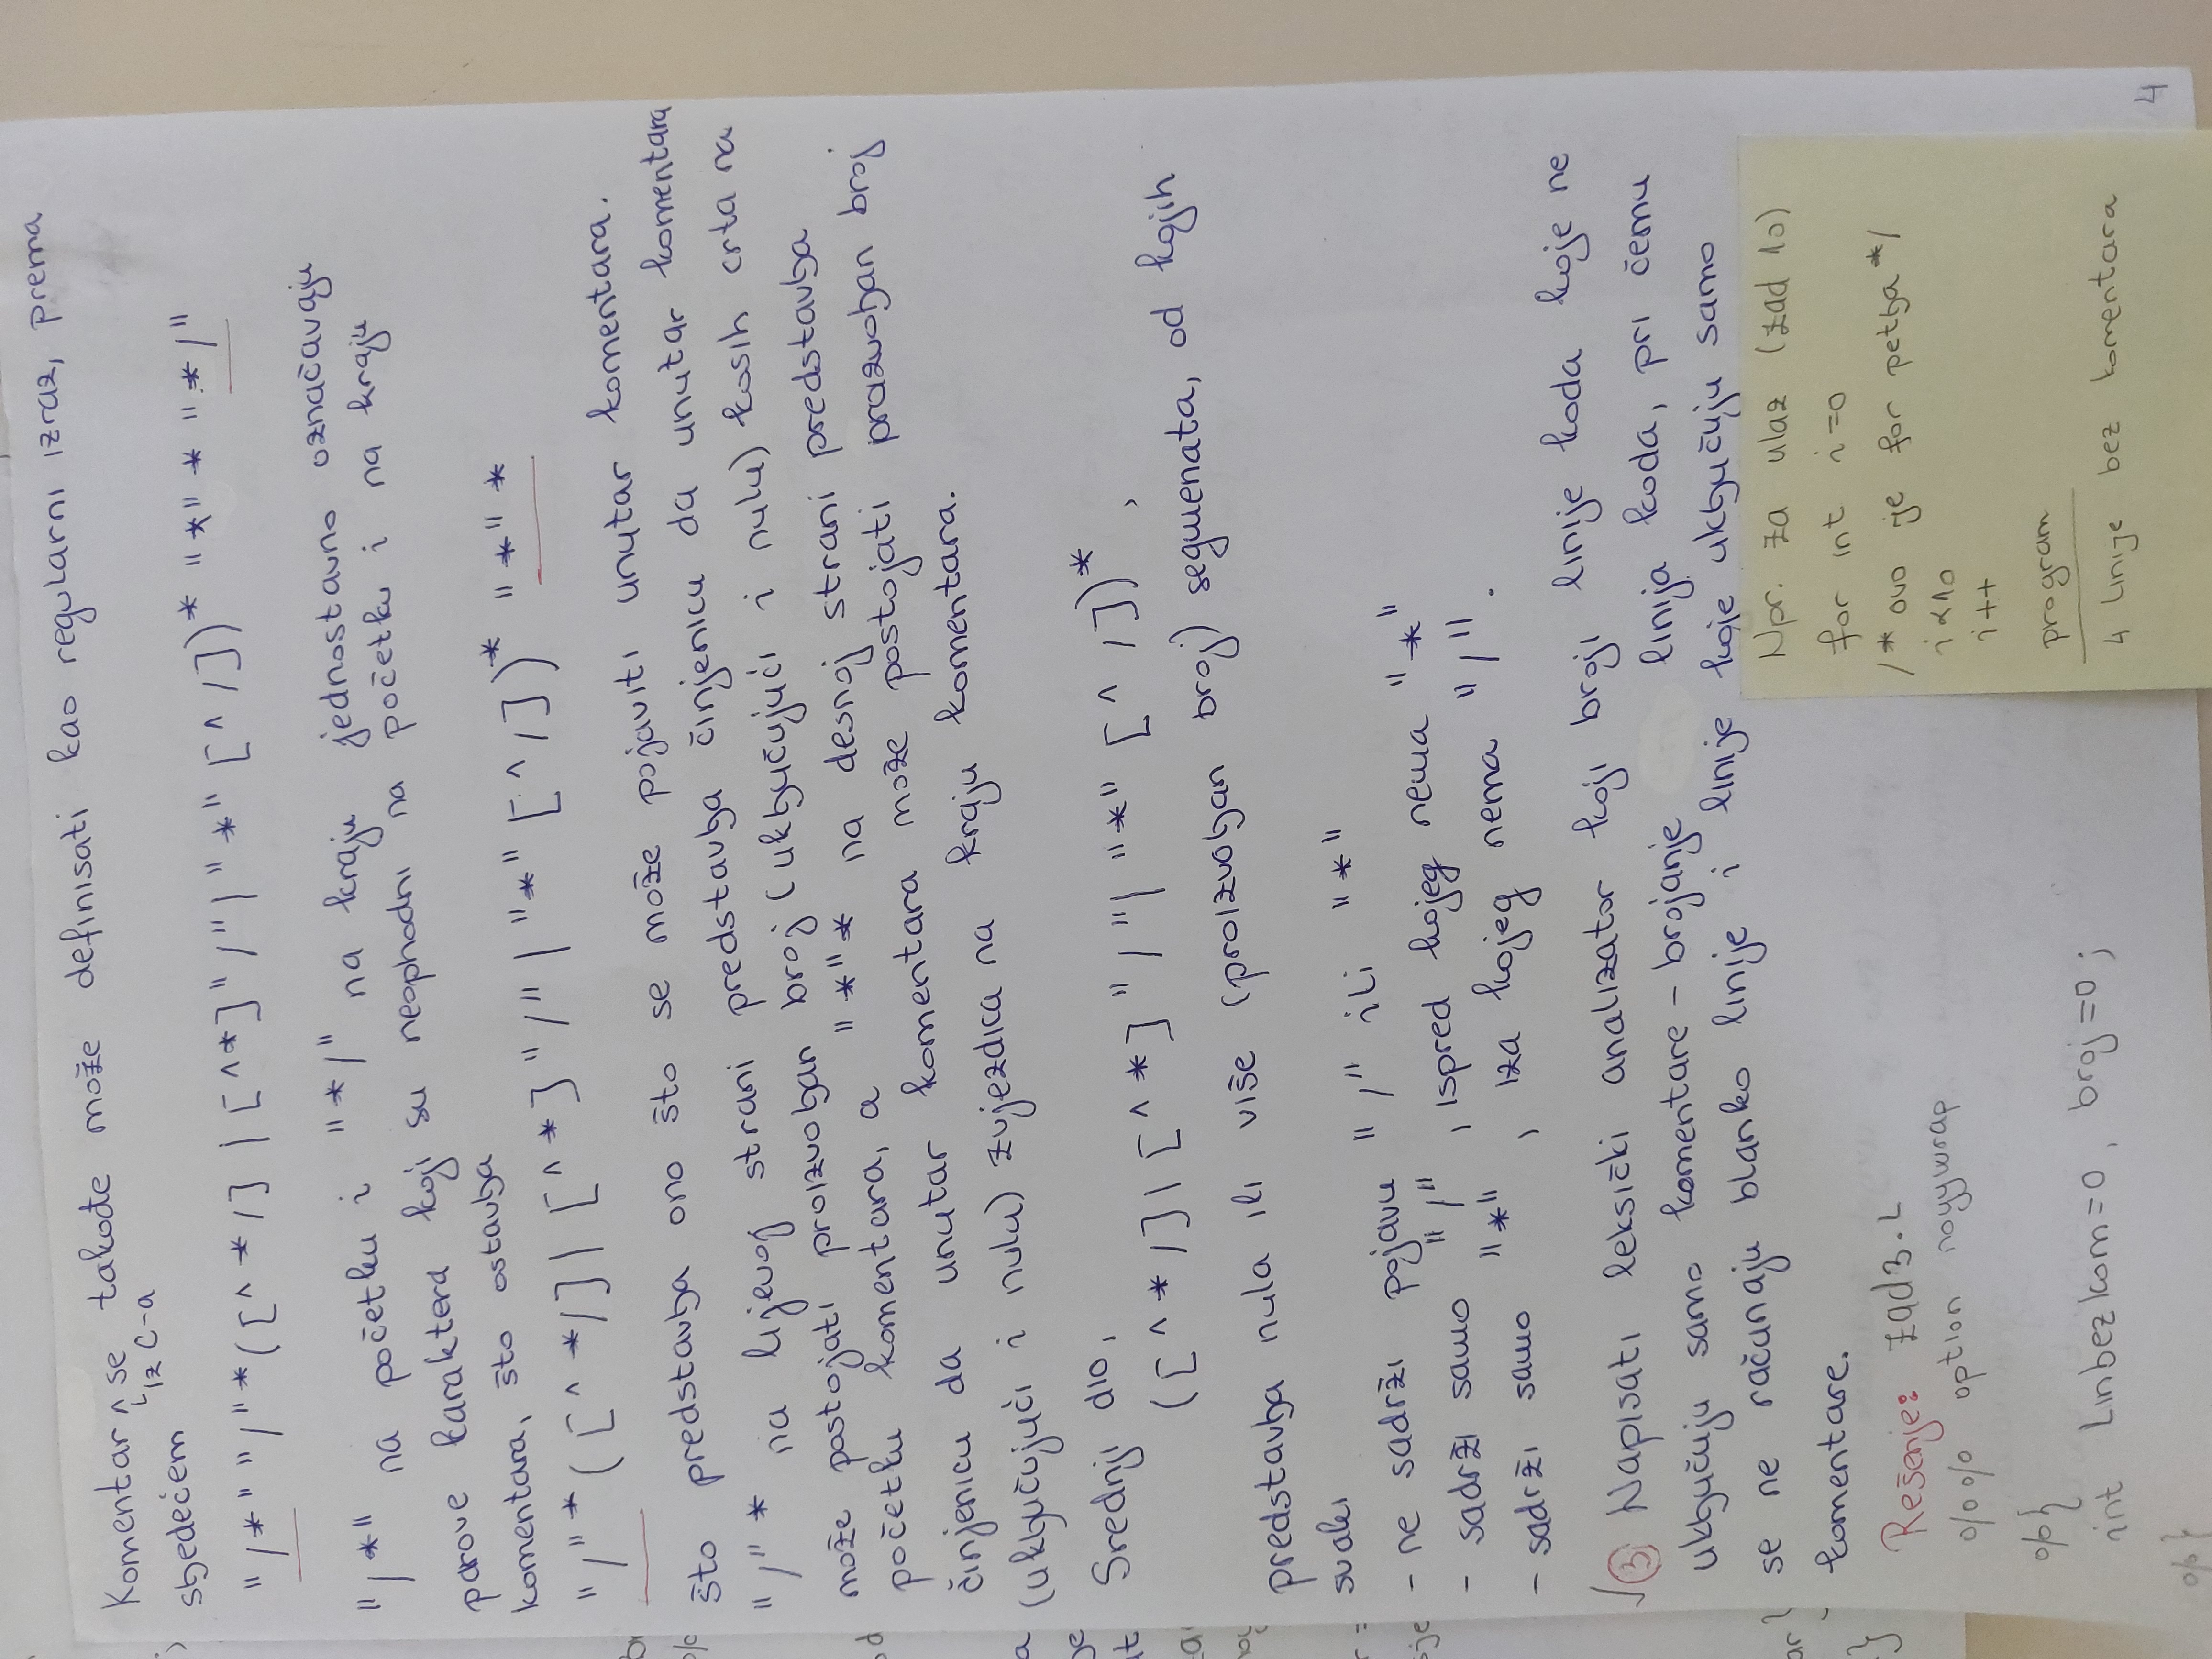 Komentar ^ se takođe može definisati kao regularni izraz, prema
iz C-a
sljedećem
"/*" "/"*([^*/] | [^*]"/" | "*"[^/])* "*"* "*/"
"/*" na početku i "*/" na kraju jednostavno označavaju
parove karaktera koji su neophodni na početku i na kraju
komentara, što ostavlja
"/"*([^*/] | [^*]"/" | "*"[^/])* "*"*
što predstavlja ono što se može pojaviti unutar komentara.
"/"* na lijevoj strani predstavlja činjenicu da unutar komentara
može postojati proizvoljan broj (uključujući i nulu) kosih crta na
početku komentara, a "*"* na desnoj strani predstavlja
činjenicu da unutar komentara može postojati proizvoljan broj
(uključujući i nulu) zvjezdica na kraju komentara.
Srednji dio,
([^*/] | [^*]"/" | "*"[^/])*,
predstavlja nula ili više (proizvoljan broj) segmenata, od kojih
svaki
- ne sadrži pojavu "/" ili "*"
- sadrži samo "/", ispred kojeg nema "*"
- sadrži samo "*", iza kojeg nema "/".
√ 3 Napisati leksički analizator koji broji linije koda koje ne
uključuju samo komentare - brojanje linija koda, pri čemu
se ne računaju blanko linije i linije koje uključuju samo
komentare.
Rešenje: zad3.L
%% option noyywrap
%{
int linbezkom=0, broj=0;
%}
Npr. za ulaz (zad 10)
for int i=0
/* ovo je for petlja */
i<10
i++
program
4 linije bez komentara
4